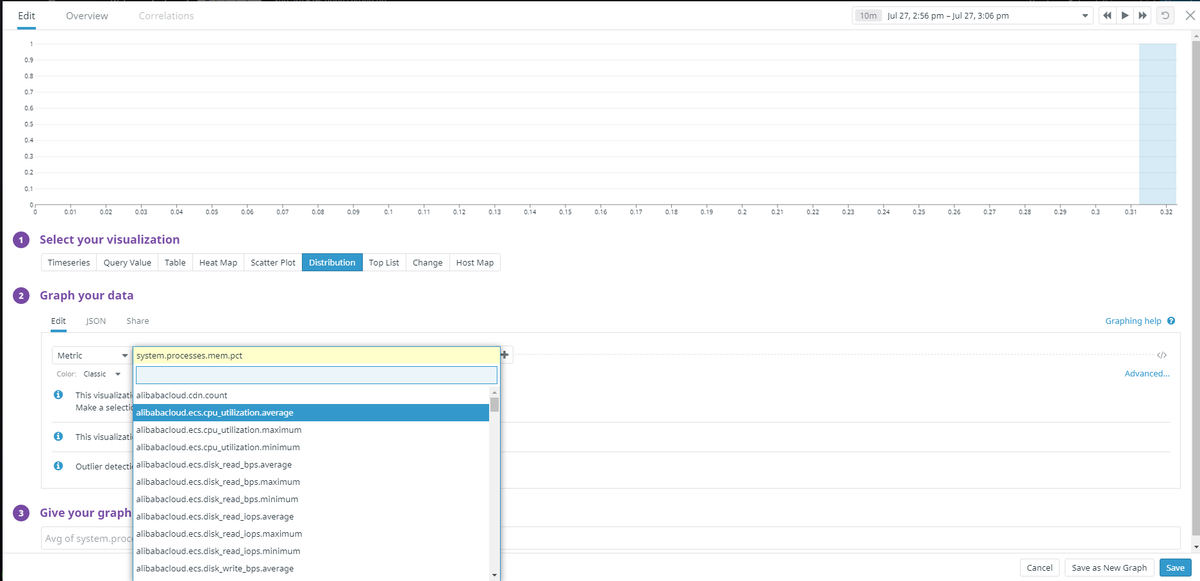 Edit Overview Correlations 10m Jul 27, 2:56 pm – Jul 27, 3:06 pm
1
0.9
0.8
0.7
0.6
0.5
0.4
0.3
0.2
0.1
0
0 0.01 0.02 0.03 0.04 0.05 0.06 0.07 0.08 0.09 0.1 0.11 0.12 0.13 0.14 0.15 0.16 0.17 0.18 0.19 0.2 0.21 0.22 0.23 0.24 0.25 0.26 0.27 0.28 0.29 0.3 0.31 0.32
1 Select your visualization
Timeseries Query Value Table Heat Map Scatter Plot Distribution Top List Change Host Map
2 Graph your data
Edit JSON Share Graphing help ?
Metric system.processes.mem.pct + </>
Color: Classic Advanced...
This visualizati
Make a selectio
This visualizati
Outlier detecti
alibabacloud.cdn.count
alibabacloud.ecs.cpu_utilization.average
alibabacloud.ecs.cpu_utilization.maximum
alibabacloud.ecs.cpu_utilization.minimum
alibabacloud.ecs.disk_read_bps.average
alibabacloud.ecs.disk_read_bps.maximum
alibabacloud.ecs.disk_read_bps.minimum
alibabacloud.ecs.disk_read_iops.average
alibabacloud.ecs.disk_read_iops.maximum
alibabacloud.ecs.disk_read_iops.minimum
alibabacloud.ecs.disk_write_bps.average
3 Give your graph
Avg of system.proc
Cancel Save as New Graph Save